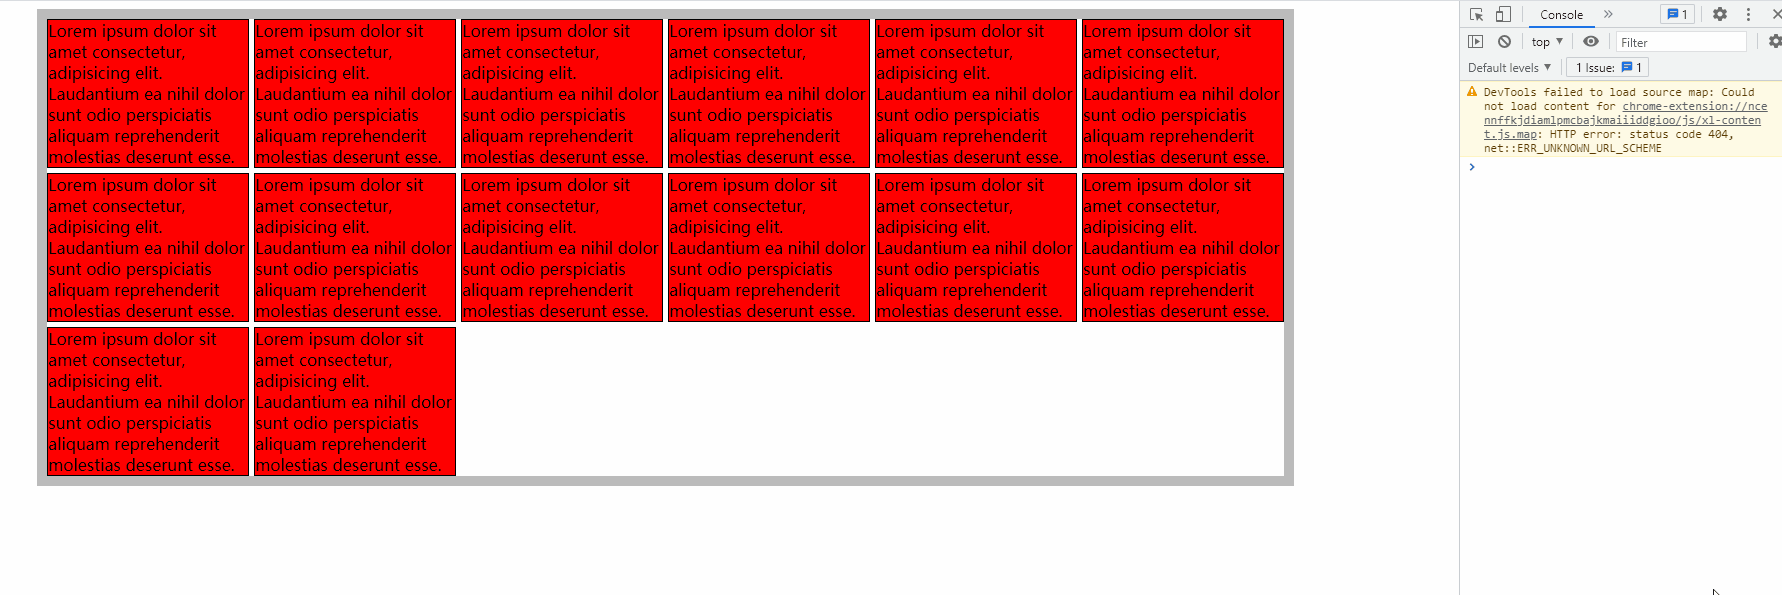 Lorem ipsum dolor sit
amet consectetur,
adipisicing elit.
Laudantium ea nihil dolor
sunt odio perspiciatis
aliquam reprehenderit
molestias deserunt esse.
Lorem ipsum dolor sit
amet consectetur,
adipisicing elit.
Laudantium ea nihil dolor
sunt odio perspiciatis
aliquam reprehenderit
molestias deserunt esse.
Lorem ipsum dolor sit
amet consectetur,
adipisicing elit.
Laudantium ea nihil dolor
sunt odio perspiciatis
aliquam reprehenderit
molestias deserunt esse.
Lorem ipsum dolor sit
amet consectetur,
adipisicing elit.
Laudantium ea nihil dolor
sunt odio perspiciatis
aliquam reprehenderit
molestias deserunt esse.
Lorem ipsum dolor sit
amet consectetur,
adipisicing elit.
Laudantium ea nihil dolor
sunt odio perspiciatis
aliquam reprehenderit
molestias deserunt esse.
Lorem ipsum dolor sit
amet consectetur,
adipisicing elit.
Laudantium ea nihil dolor
sunt odio perspiciatis
aliquam reprehenderit
molestias deserunt esse.
Lorem ipsum dolor sit
amet consectetur,
adipisicing elit.
Laudantium ea nihil dolor
sunt odio perspiciatis
aliquam reprehenderit
molestias deserunt esse.
Lorem ipsum dolor sit
amet consectetur,
adipisicing elit.
Laudantium ea nihil dolor
sunt odio perspiciatis
aliquam reprehenderit
molestias deserunt esse.
Lorem ipsum dolor sit
amet consectetur,
adipisicing elit.
Laudantium ea nihil dolor
sunt odio perspiciatis
aliquam reprehenderit
molestias deserunt esse.
Lorem ipsum dolor sit
amet consectetur,
adipisicing elit.
Laudantium ea nihil dolor
sunt odio perspiciatis
aliquam reprehenderit
molestias deserunt esse.
Lorem ipsum dolor sit
amet consectetur,
adipisicing elit.
Laudantium ea nihil dolor
sunt odio perspiciatis
aliquam reprehenderit
molestias deserunt esse.
Lorem ipsum dolor sit
amet consectetur,
adipisicing elit.
Laudantium ea nihil dolor
sunt odio perspiciatis
aliquam reprehenderit
molestias deserunt esse.
Lorem ipsum dolor sit
amet consectetur,
adipisicing elit.
Laudantium ea nihil dolor
sunt odio perspiciatis
aliquam reprehenderit
molestias deserunt esse.
Lorem ipsum dolor sit
amet consectetur,
adipisicing elit.
Laudantium ea nihil dolor
sunt odio perspiciatis
aliquam reprehenderit
molestias deserunt esse.
Console » 1
top Filter
Default levels 1 Issue: 1
DevTools failed to load source map: Could
not load content for chrome-extension://nce
nnffkjdiamlpmcbajkmaiiiddgioo/js/xl-conten
t.js.map: HTTP error: status code 404,
net::ERR_UNKNOWN_URL_SCHEME